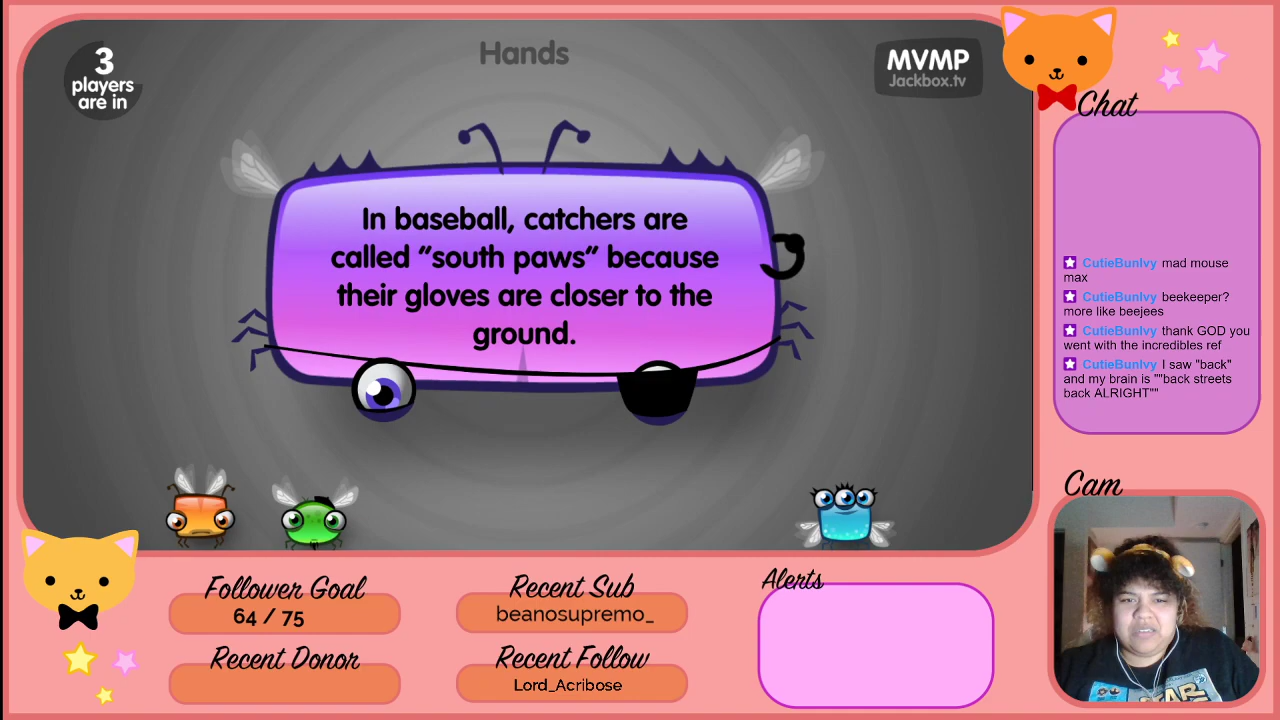 3
players
are in
Hands
MVMP
Jackbox.tv
In baseball, catchers are
called "south paws" because
their gloves are closer to the
ground.
Chat
CutieBunIvy mad mouse
max
CutieBunIvy beekeeper?
more like beejees
CutieBunIvy thank GOD you
went with the incredibles ref
CutieBunIvy I saw "back"
and my brain is ""back streets
back ALRIGHT""
Cam
Follower Goal
64 / 75
Recent Donor
Recent Sub
beanosupremo_
Recent Follow
Lord_Acribose
Alerts